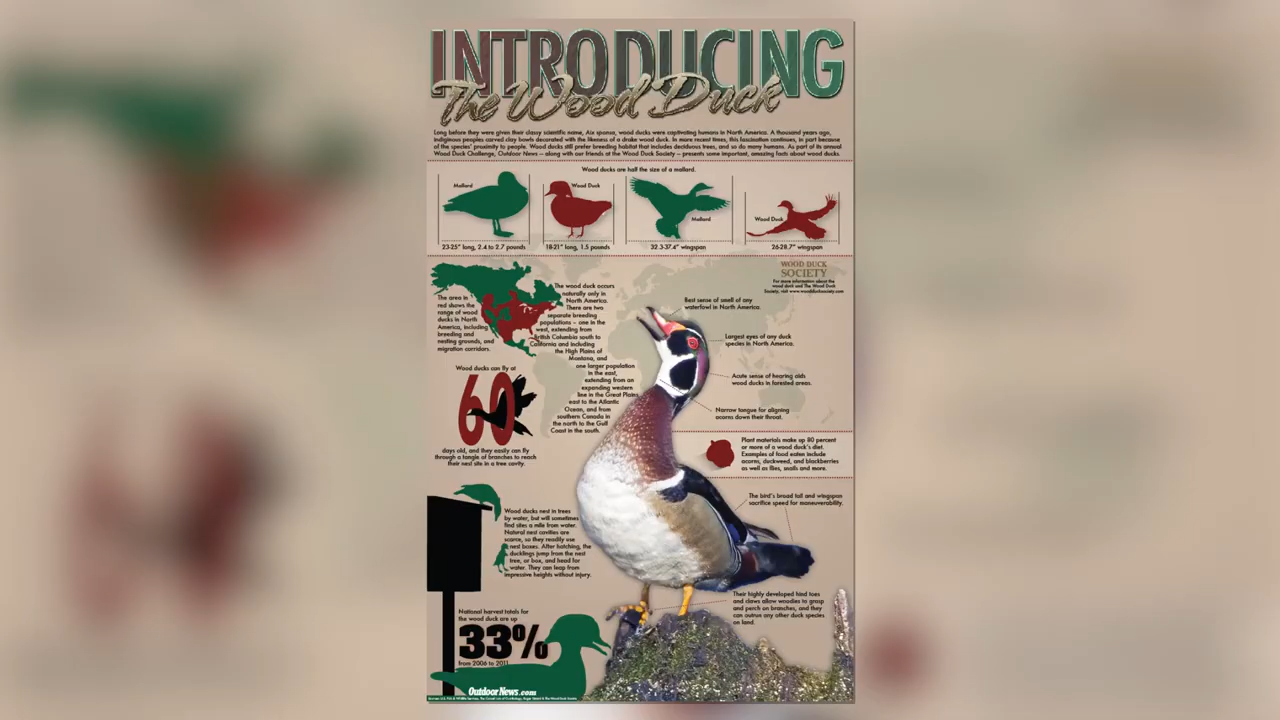 INTRODUCING
The Wood Duck
Long before they were given their classy scientific name, Aix sponsa, wood ducks were captivating humans in North America. A thousand years ago,
indiginous peoples carved clay bowls decorated with the likeness of a drake wood duck. In more recent times, this fascination continues, in part because
of the species' proximity to people. Wood ducks still prefer breeding habitat that includes deciduous trees, and so do many humans. As part of its annual
Wood Duck Challenge, Outdoor News — along with our friends at the Wood Duck Society — presents some important, amazing facts about wood ducks.
Wood ducks are half the size of a mallard.
Mallard
Wood Duck
Mallard
Wood Duck
23-25" long, 2.4 to 2.7 pounds
18-21" long, 1.5 pounds
32.3-37.4" wingspan
26-28.7" wingspan
WOOD DUCK
SOCIETY
For more information about the
wood duck and The Wood Duck
Society, visit www.woodducksociety.com
The area in
red shows the
range of wood
ducks in North
America, including
breeding and
nesting grounds, and
migration corridors.
The wood duck occurs
naturally only in
North America.
There are two
separate breeding
populations – one in the
west, extending from
British Columbia south to
California and including
the High Plains of
Montana, and
one larger population
in the east,
extending from an
expanding western
line in the Great Plains
east to the Atlantic
Ocean, and from
southern Canada in
the north to the Gulf
Coast in the south.
Best sense of smell of any
waterfowl in North America.
Largest eyes of any duck
species in North America.
Acute sense of hearing aids
wood ducks in forested areas.
Narrow tongue for aligning
acorns down their throat.
Wood ducks can fly at
60
days old, and they easily can fly
through a tangle of branches to reach
their nest site in a tree cavity.
Plant materials make up 80 percent
or more of a wood duck's diet.
Examples of food eaten include
acorns, duckweed, and blackberries
as well as flies, snails and more.
The bird's broad tail and wingspan
sacrifice speed for maneuverability.
Wood ducks nest in trees
by water, but will sometimes
find sites a mile from water.
Natural nest cavities are
scarce, so they readily use
nest boxes. After hatching, the
ducklings jump from the nest
tree, or box, and head for
water. They can leap from
impressive heights without injury.
Their highly developed hind toes
and claws allow woodies to grasp
and perch on branches, and they
can outrun any other duck species
on land.
National harvest totals for
the wood duck are up
33%
from 2006 to 2011
OutdoorNews.com